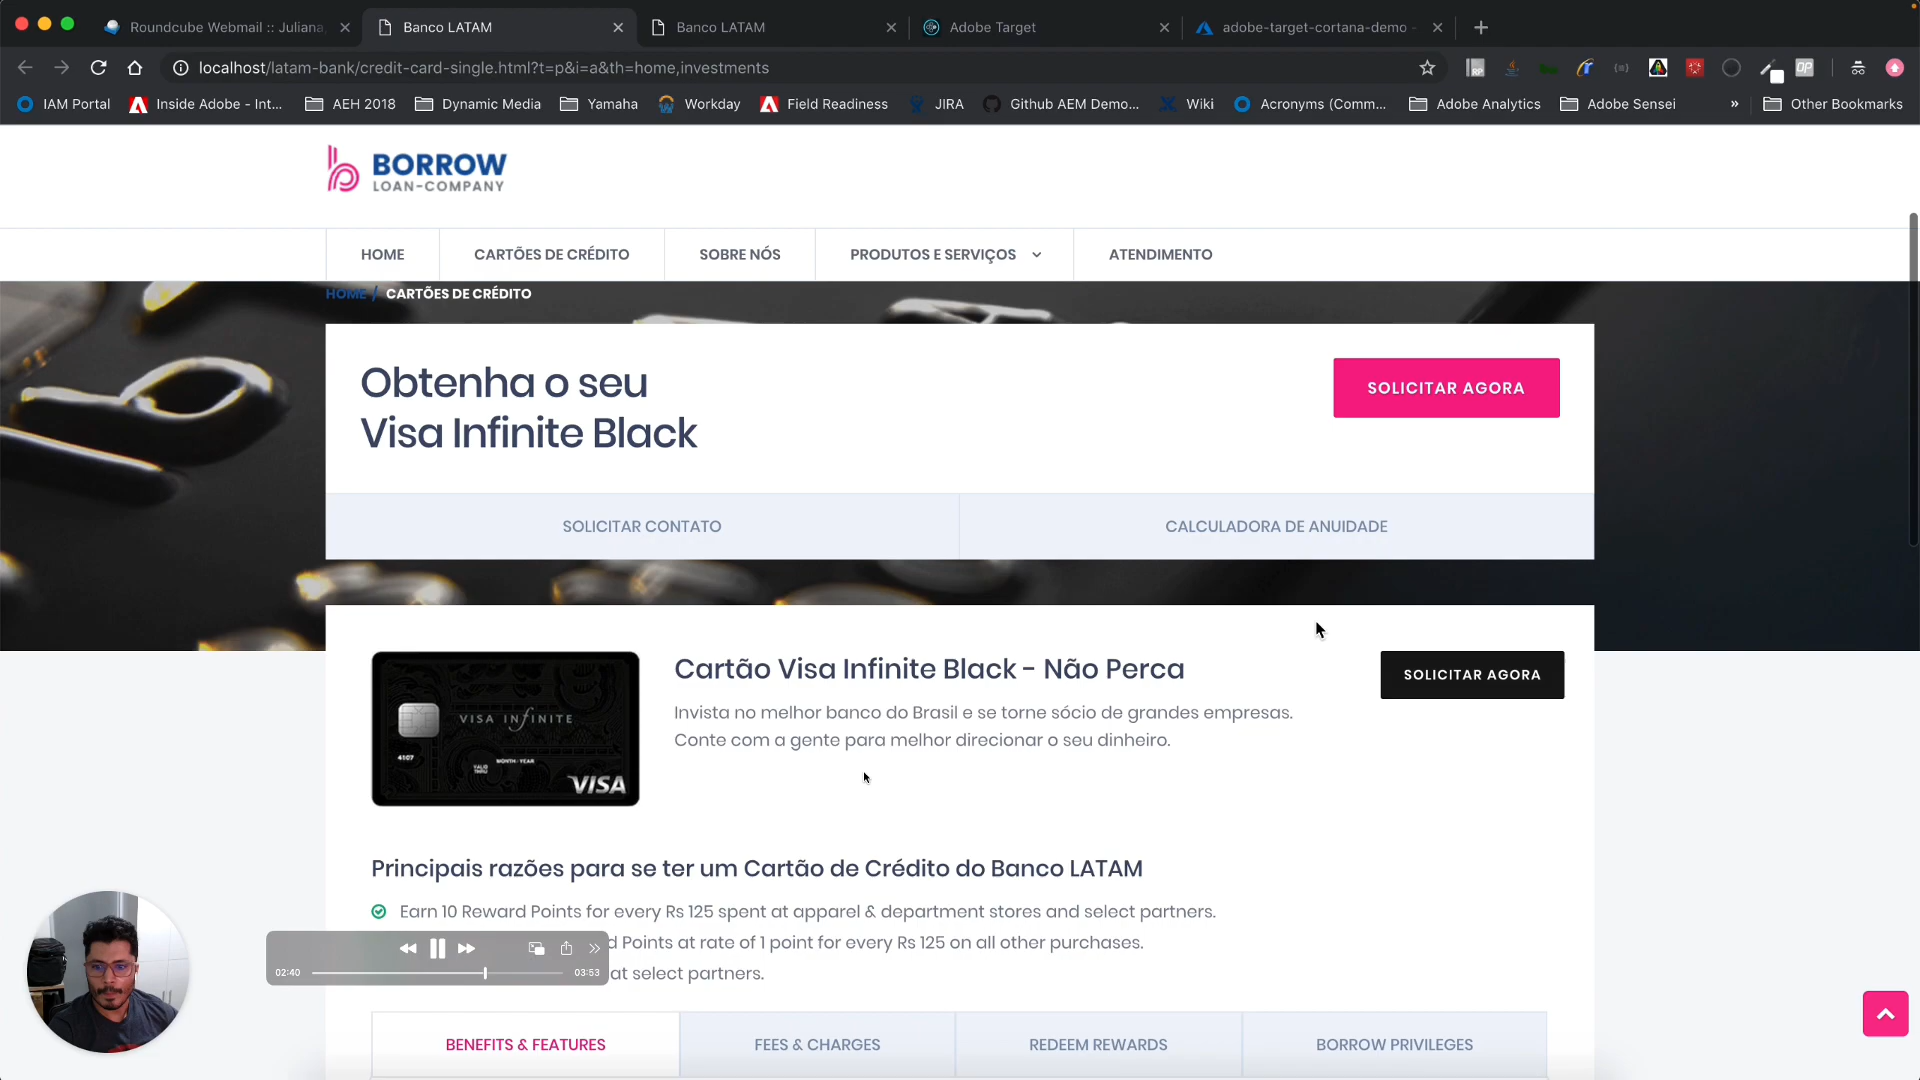 Roundcube Webmail :: Juliana
Banco LATAM
Banco LATAM
Adobe Target
adobe-target-cortana-demo -
localhost/latam-bank/credit-card-single.html?t=p&i=a&th=home,investments
IAM Portal
Inside Adobe - Int...
AEH 2018
Dynamic Media
Yamaha
Workday
Field Readiness
JIRA
Github AEM Demo...
Wiki
Acronyms (Comm...
Adobe Analytics
Adobe Sensei
»
Other Bookmarks
BORROW
LOAN-COMPANY
HOME
CARTÕES DE CRÉDITO
SOBRE NÓS
PRODUTOS E SERVIÇOS
ATENDIMENTO
HOME / CARTÕES DE CRÉDITO
Obtenha o seu
Visa Infinite Black
SOLICITAR AGORA
SOLICITAR CONTATO
CALCULADORA DE ANUIDADE
VISA INFINITE
4107
VALID THRU
MONTH/YEAR
VISA
Cartão Visa Infinite Black - Não Perca
Invista no melhor banco do Brasil e se torne sócio de grandes empresas.
Conte com a gente para melhor direcionar o seu dinheiro.
SOLICITAR AGORA
Principais razões para se ter um Cartão de Crédito do Banco LATAM
Earn 10 Reward Points for every Rs 125 spent at apparel & department stores and select partners.
d Points at rate of 1 point for every Rs 125 on all other purchases.
at select partners.
02:40
03:53
BENEFITS & FEATURES
FEES & CHARGES
REDEEM REWARDS
BORROW PRIVILEGES